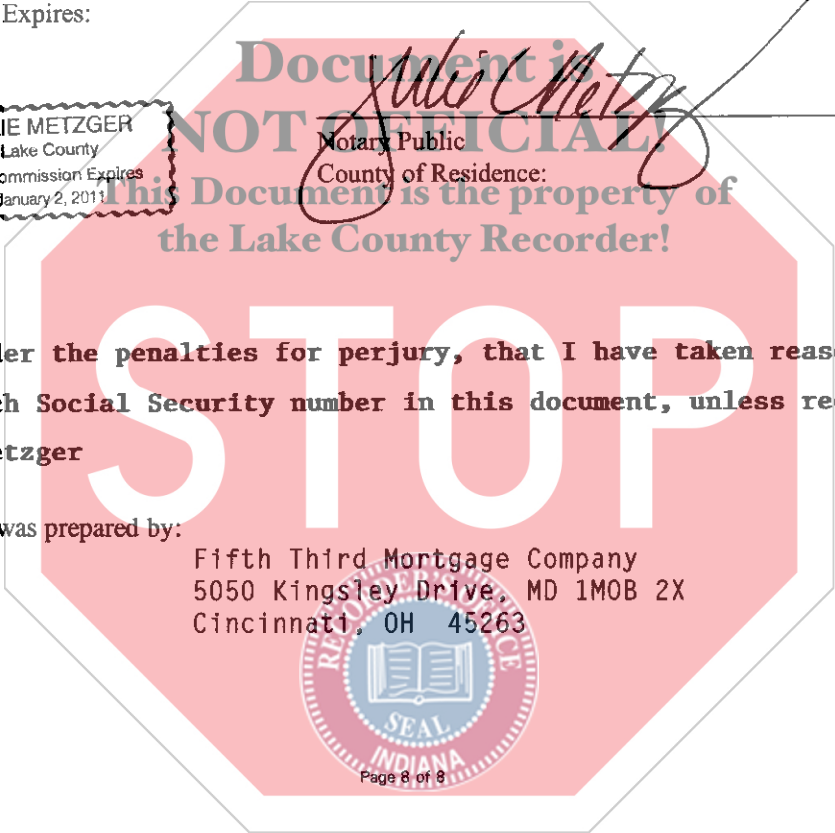 Expires:
Document is
NOT OFFICIAL!
This Document is the property of
the Lake County Recorder!
IE METZGER
Lake County
ommission Expires
January 2, 2011
Julie Metzger
Notary Public
County of Residence:
STOP
er the penalties for perjury, that I have taken reas
h Social Security number in this document, unless re
etzger
was prepared by:
Fifth Third Mortgage Company
5050 Kingsley Drive, MD 1MOB 2X
Cincinnati, OH 45263
RECORDER'S OFFICE
SEAL
INDIANA
Page 8 of 8